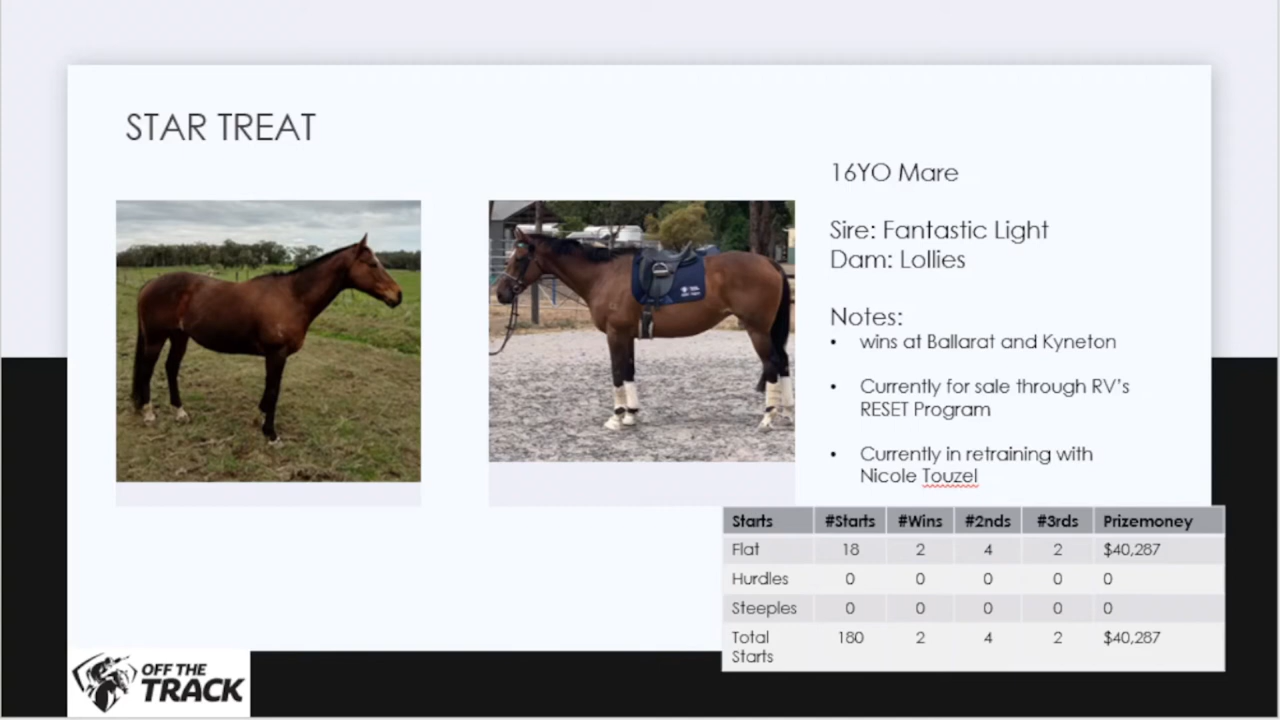 STAR TREAT
16YO Mare
Sire: Fantastic Light
Dam: Lollies
Notes:
• wins at Ballarat and Kyneton
• Currently for sale through RV's
RESET Program
• Currently in retraining with
Nicole Touzel
Starts #Starts #Wins #2nds #3rds Prizemoney
Flat 18 2 4 2 $40,287
Hurdles 0 0 0 0 0
Steeples 0 0 0 0 0
Total 180 2 4 2 $40,287
Starts
OFF THE
TRACK